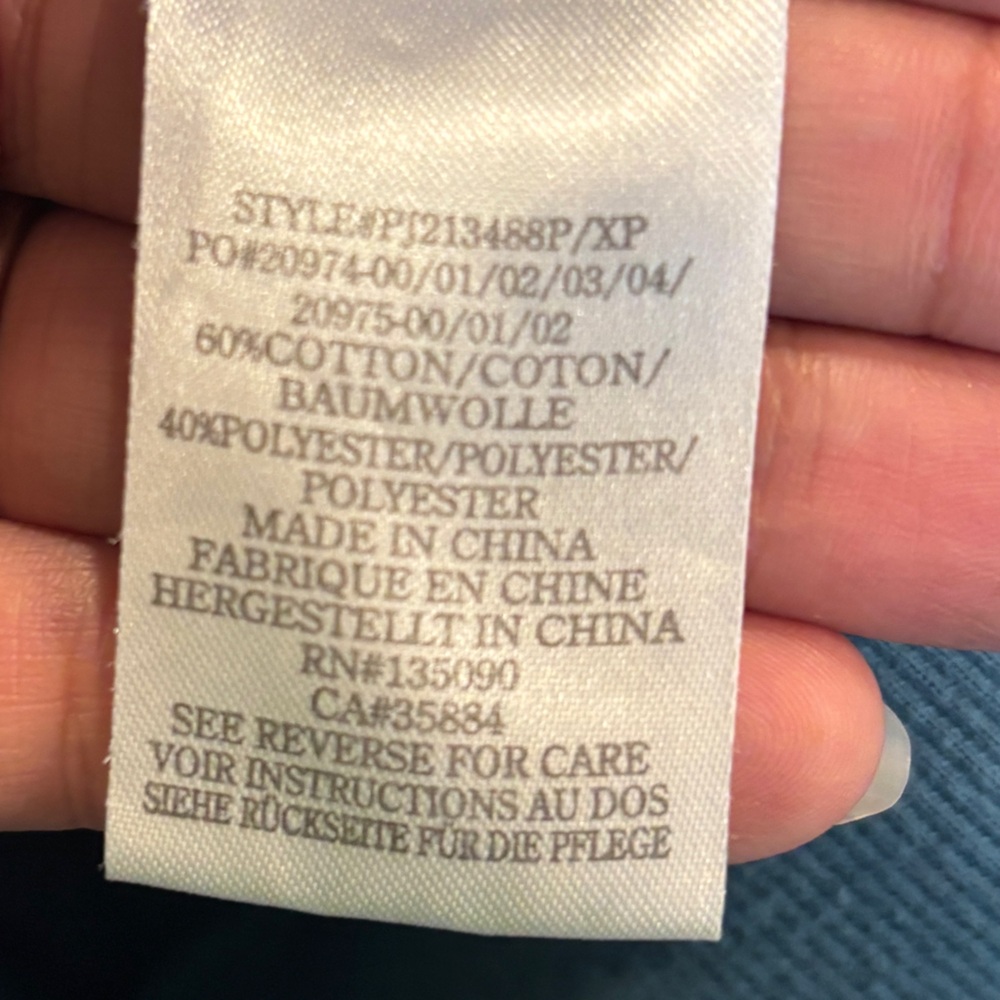 STYLE#PJ213488P/XP
PO#20974-00/01/02/03/04/
20975-00/01/02
60%COTTON/COTON/
BAUMWOLLE
40%POLYESTER/POLYESTER/
POLYESTER
MADE IN CHINA
FABRIQUE EN CHINE
HERGESTELLT IN CHINA
RN#135090
CA#35884
SEE REVERSE FOR CARE
VOIR INSTRUCTIONS AU DOS
SIEHE RÜCKSEITE FÜR DIE PFLEGE